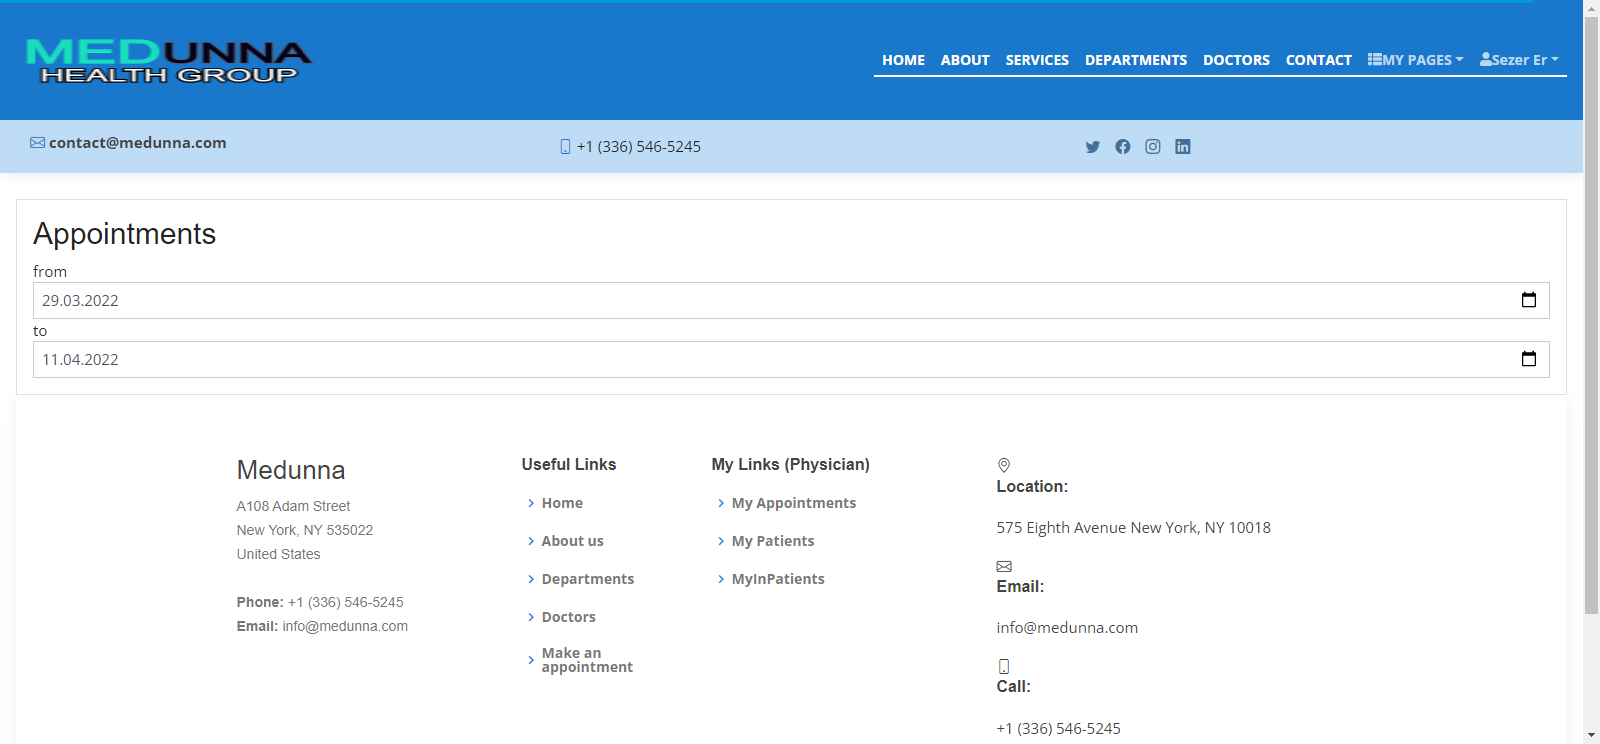 MEDUNNA
HEALTH GROUP
HOME ABOUT SERVICES DEPARTMENTS DOCTORS CONTACT MY PAGES Sezer Er
contact@medunna.com
+1 (336) 546-5245
Appointments
from
29.03.2022
to
11.04.2022
Medunna
A108 Adam Street
New York, NY 535022
United States
Phone: +1 (336) 546-5245
Email: info@medunna.com
Useful Links
Home
About us
Departments
Doctors
Make an
appointment
My Links (Physician)
My Appointments
My Patients
MyInPatients
Location:
575 Eighth Avenue New York, NY 10018
Email:
info@medunna.com
Call:
+1 (336) 546-5245